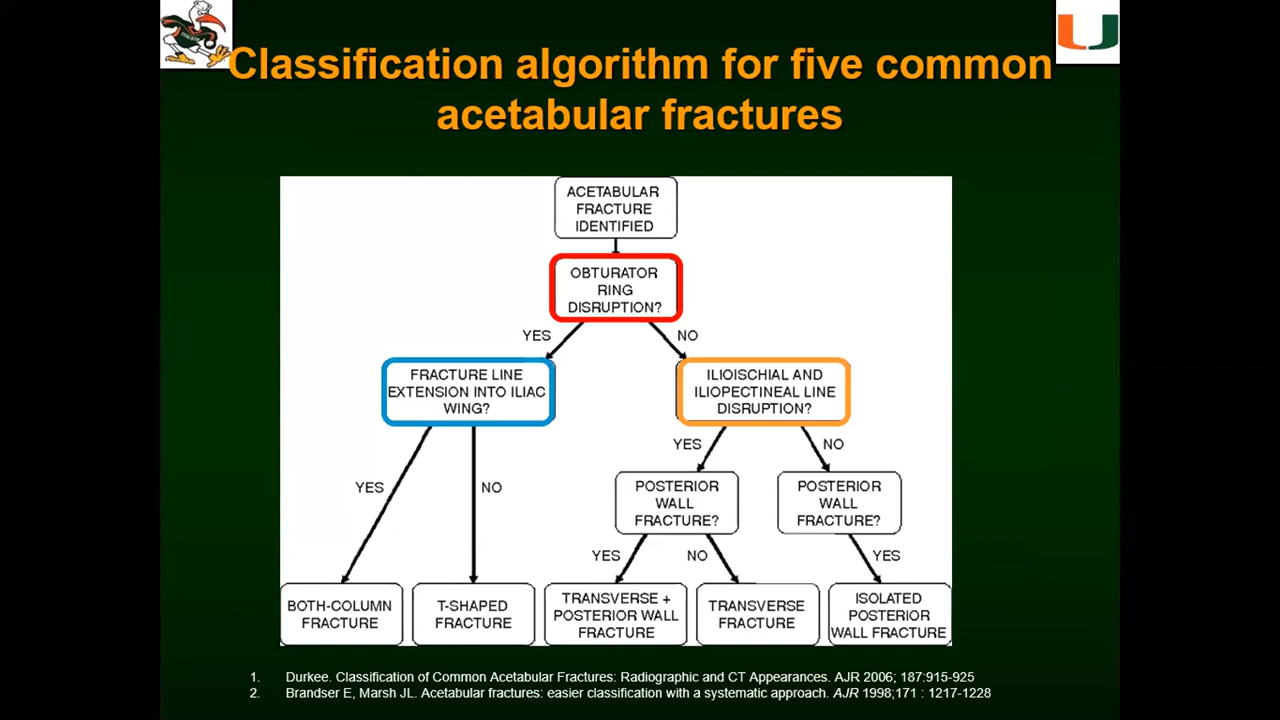 Classification algorithm for five common
acetabular fractures
ACETABULAR
FRACTURE
IDENTIFIED
OBTURATOR
RING
DISRUPTION?
YES
NO
FRACTURE LINE
EXTENSION INTO ILIAC
WING?
ILIOISCHIAL AND
ILIOPECTINEAL LINE
DISRUPTION?
YES
NO
YES
NO
POSTERIOR
WALL
FRACTURE?
POSTERIOR
WALL
FRACTURE?
YES
NO
YES
BOTH-COLUMN
FRACTURE
T-SHAPED
FRACTURE
TRANSVERSE +
POSTERIOR WALL
FRACTURE
TRANSVERSE
FRACTURE
ISOLATED
POSTERIOR
WALL FRACTURE
1. Durkee. Classification of Common Acetabular Fractures: Radiographic and CT Appearances. AJR 2006; 187:915-925
2. Brandser E, Marsh JL. Acetabular fractures: easier classification with a systematic approach. AJR 1998;171 : 1217-1228